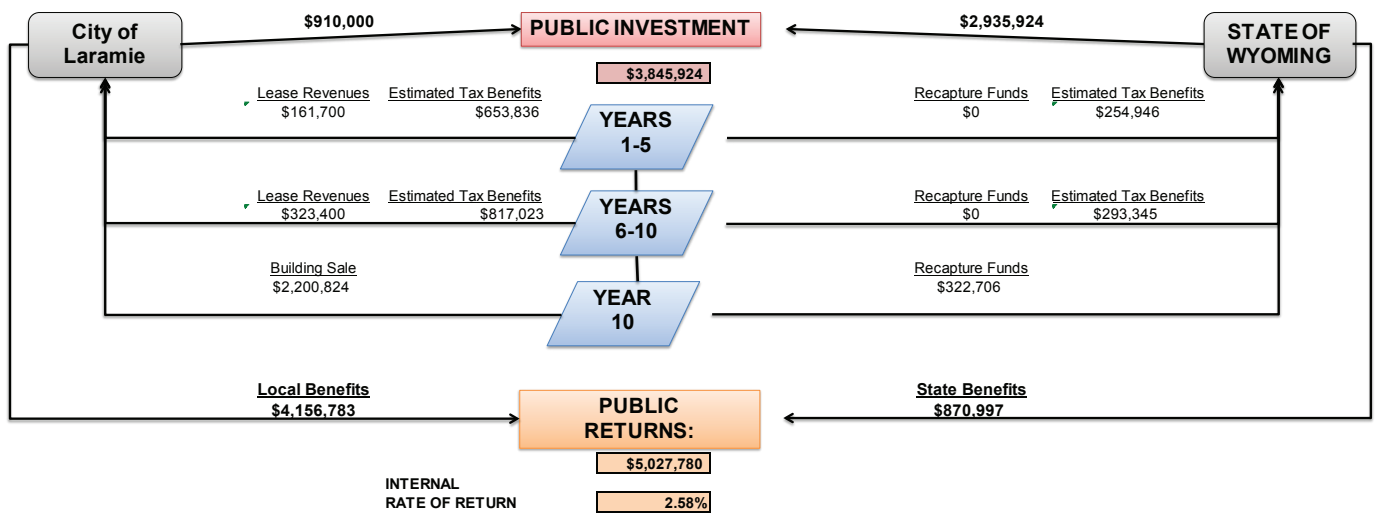 $910,000
PUBLIC INVESTMENT
$2,935,924
City of
Laramie
STATE OF
WYOMING
$3,845,924
Lease Revenues Estimated Tax Benefits
$161,700 $653,836
YEARS
1-5
Recapture Funds Estimated Tax Benefits
$0 $254,946
Lease Revenues Estimated Tax Benefits
$323,400 $817,023
YEARS
6-10
Recapture Funds Estimated Tax Benefits
$0 $293,345
Building Sale
$2,200,824
YEAR
10
Recapture Funds
$322,706
Local Benefits
$4,156,783
PUBLIC
RETURNS:
State Benefits
$870,997
$5,027,780
INTERNAL
RATE OF RETURN 2.58%